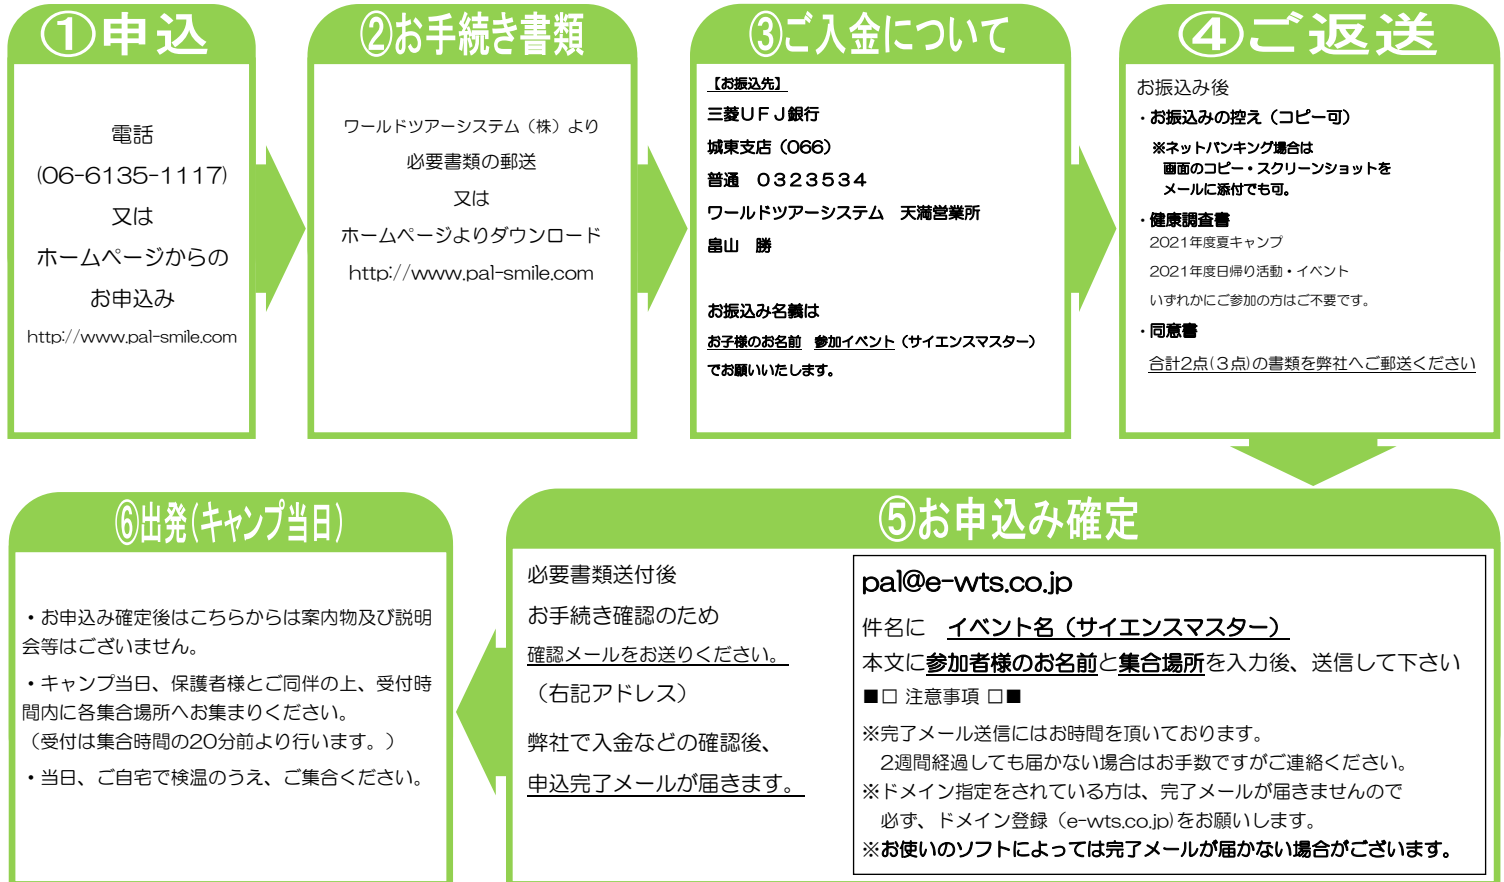 ①申込
電話
(06-6135-1117)
又は
ホームページからの
お申込み
http://www.pal-smile.com
②お手続き書類
ワールドツアーシステム（株）より
必要書類の郵送
又は
ホームページよりダウンロード
http://www.pal-smile.com
③ご入金について
【お振込先】
三菱ＵＦＪ銀行
城東支店（066）
普通　０３２３５３４
ワールドツアーシステム　天満営業所
畠山　勝
お振込み名義は
お子様のお名前　参加イベント（サイエンスマスター）
でお願いいたします。
④ご返送
お振込み後
・お振込みの控え（コピー可）
※ネットバンキング場合は
画面のコピー・スクリーンショットを
メールに添付でも可。
・健康調査書
2021年度夏キャンプ
2021年度日帰り活動・イベント
いずれかにご参加の方はご不要です。
・同意書
合計2点(３点)の書類を弊社へご郵送ください
⑤お申込み確定
必要書類送付後
お手続き確認のため
確認メールをお送りください。
（右記アドレス）
弊社で入金などの確認後、
申込完了メールが届きます。
pal@e-wts.co.jp
件名に　イベント名（サイエンスマスター）
本文に参加者様のお名前と集合場所を入力後、送信して下さい
■□ 注意事項 □■
※完了メール送信にはお時間を頂いております。
2週間経過しても届かない場合はお手数ですがご連絡ください。
※ドメイン指定をされている方は、完了メールが届きませんので
必ず、ドメイン登録（e-wts.co.jp)をお願いします。
※お使いのソフトによっては完了メールが届かない場合がございます。
⑥出発(キャンプ当日)
・お申込み確定後はこちらからは案内物及び説明
会等はございません。
・キャンプ当日、保護者様とご同伴の上、受付時
間内に各集合場所へお集まりください。
（受付は集合時間の20分前より行います。）
・当日、ご自宅で検温のうえ、ご集合ください。